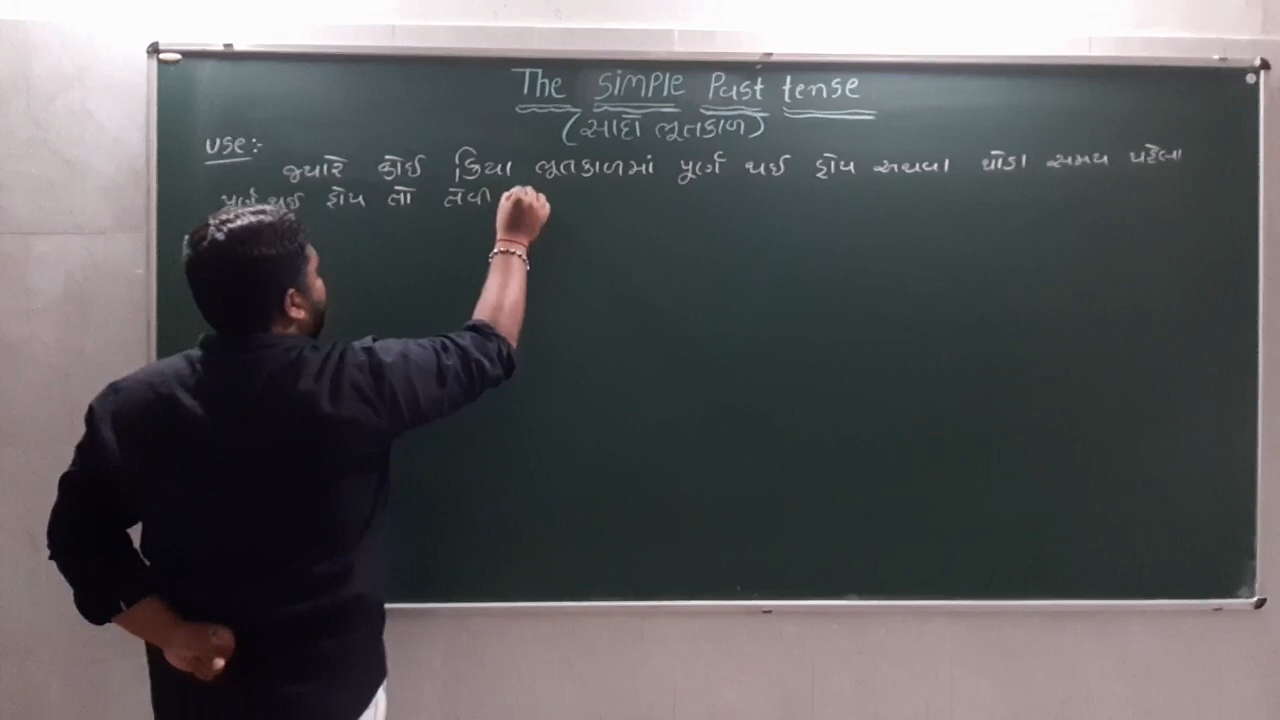 The Simple Past tense
(સાદો ભૂતકાળ)
use:-
જ્યારે કોઈ ક્રિયા ભૂતકાળમાં પૂર્ણ થઈ હોય અથવા થોડા સમય પહેલા
પૂર્ણ થઈ હોય તો તેવી